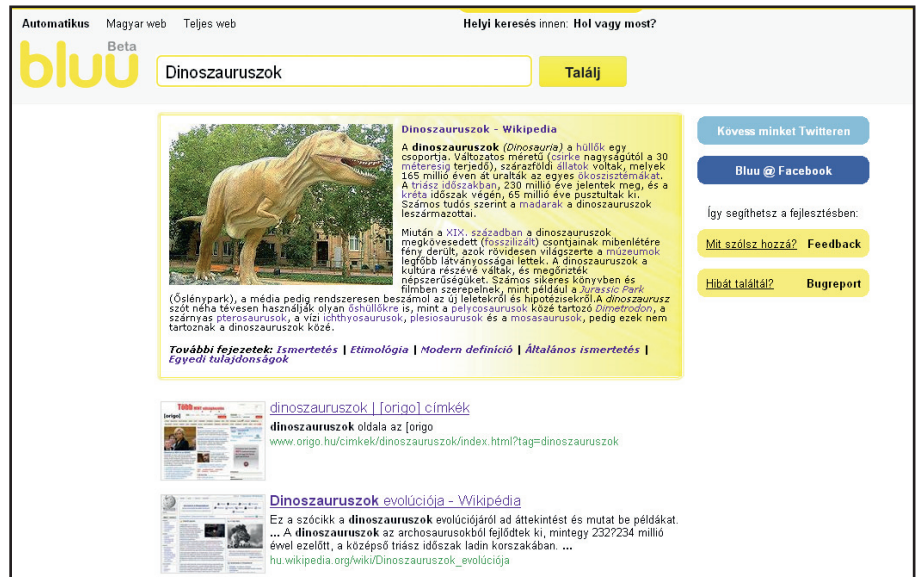 Automatikus Magyar web Teljes web
Helyi keresés innen: Hol vagy most?
bluu Beta
Dinoszauruszok
Találj
Dinoszauruszok - Wikipedia
A dinoszauruszok (Dinosauria) a hüllők egy
csoportja. Változatos méretű (csirke nagyságútól a 30
méteresig terjedő), szárazföldi állatok voltak, melyek
165 millió éven át uralták az egyes ökoszisztémákat.
A triász időszakban, 230 millió éve jelentek meg, és a
kréta időszak végén, 65 millió éve pusztultak ki.
Számos tudós szerint a madarak a dinoszauruszok
leszármazottai.
Miután a XIX. században a dinoszauruszok
megkövesedett (fosszilizált) csontjainak mibenlétére
fény derült, azok rövidesen világszerte a múzeumok
legfőbb látványosságai lettek. A dinoszauruszok a
kultúra részévé váltak, és megőrizték
népszerűségüket. Számos sikeres könyvben és
filmben szerepelnek, mint például a Jurassic Park
(Őslénypark), a média pedig rendszeresen beszámol az új leletekről és hipotézisekről.A dinoszaurusz
szót néha tévesen használják olyan őshüllőkre is, mint a pelycosaurusok közé tartozó Dimetrodon, a
szárnyas pterosaurusok, a vízi ichthyosaurusok, plesiosaurusok és a mosasaurusok, pedig ezek nem
tartoznak a dinoszauruszok közé.
További fejezetek: Ismertetés | Etimológia | Modern definíció | Általános ismertetés |
Egyedi tulajdonságok
Kövess minket Twitteren
Bluu @ Facebook
Így segíthetsz a fejlesztésben:
Mit szólsz hozzá? Feedback
Hibát találtál? Bugreport
[origo]
dinoszauruszok | [origo] címkék
dinoszauruszok oldala az [origo
www.origo.hu/cimkek/dinoszauruszok/index.html?tag=dinoszauruszok
Dinoszauruszok evolúciója - Wikipédia
Ez a szócikk a dinoszauruszok evolúciójáról ad áttekintést és mutat be példákat.
... A dinoszauruszok az archosaurusokból fejlődtek ki, mintegy 232?234 millió
évvel ezelőtt, a középső triász időszak ladin korszakában. ...
hu.wikipedia.org/wiki/Dinoszauruszok_evolúciója